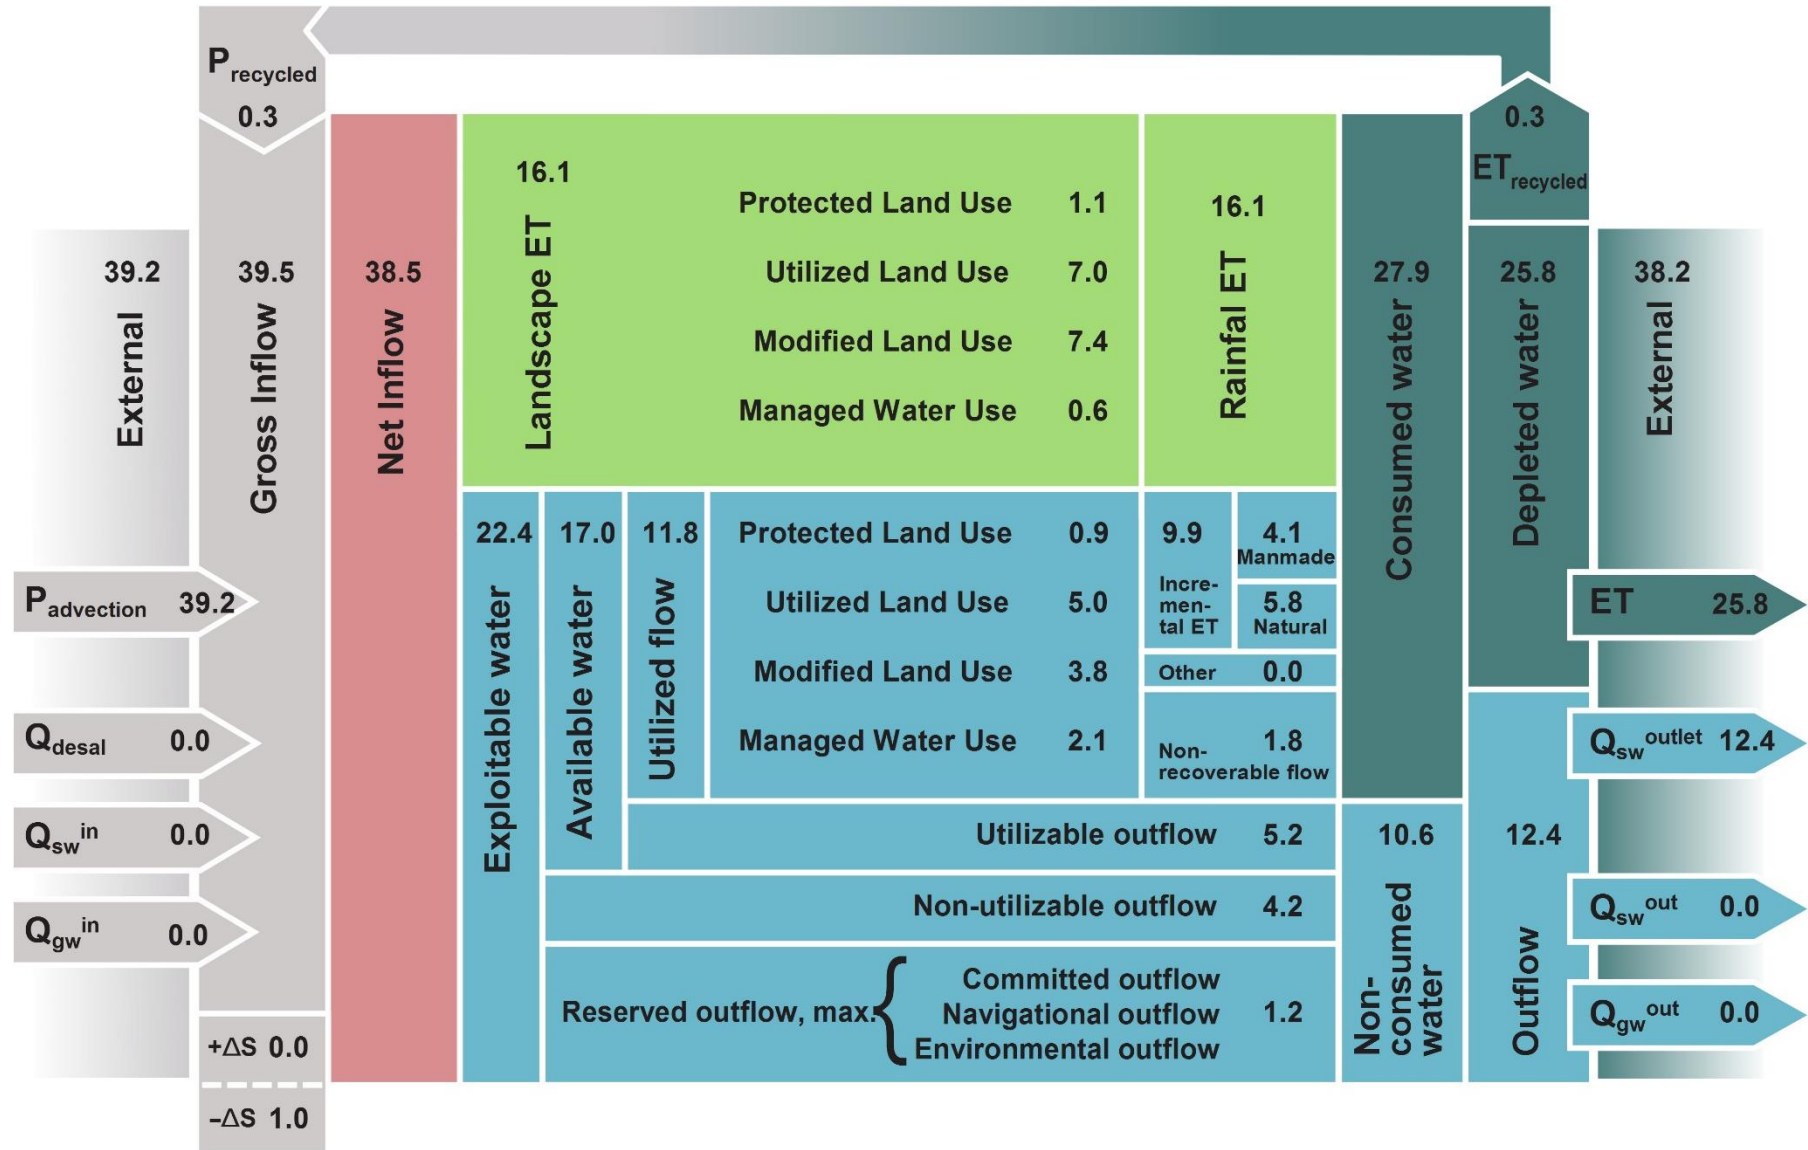 P recycled
0.3
0.3
ET recycled
External
39.2
P advection 39.2
Q desal 0.0
Q sw in 0.0
Q gw in 0.0
Gross Inflow
39.5
+ΔS 0.0
−ΔS 1.0
Net Inflow
38.5
Landscape ET
16.1
Protected Land Use 1.1
Utilized Land Use 7.0
Modified Land Use 7.4
Managed Water Use 0.6
16.1
Rainfal ET
Exploitable water
22.4
Available water
17.0
Utilized flow
11.8
Protected Land Use 0.9
Utilized Land Use 5.0
Modified Land Use 3.8
Managed Water Use 2.1
9.9
Incre-
men-
tal ET
4.1
Manmade
5.8
Natural
Other 0.0
1.8
Non-
recoverable flow
Utilizable outflow 5.2
Non-utilizable outflow 4.2
Reserved outflow, max.
Committed outflow
Navigational outflow
Environmental outflow
1.2
27.9
Consumed water
10.6
Non-
consumed
water
25.8
Depleted water
12.4
Outflow
38.2
External
ET 25.8
Q sw outlet 12.4
Q sw out 0.0
Q gw out 0.0